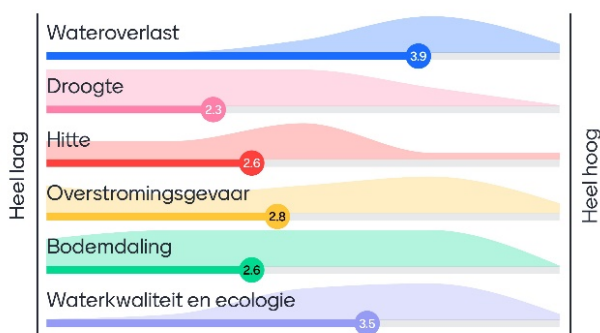 Wateroverlast
3.9
Droogte
2.3
Hitte
2.6
Overstromingsgevaar
2.8
Bodemdaling
2.6
Waterkwaliteit en ecologie
3.5
Heel laag
Heel hoog